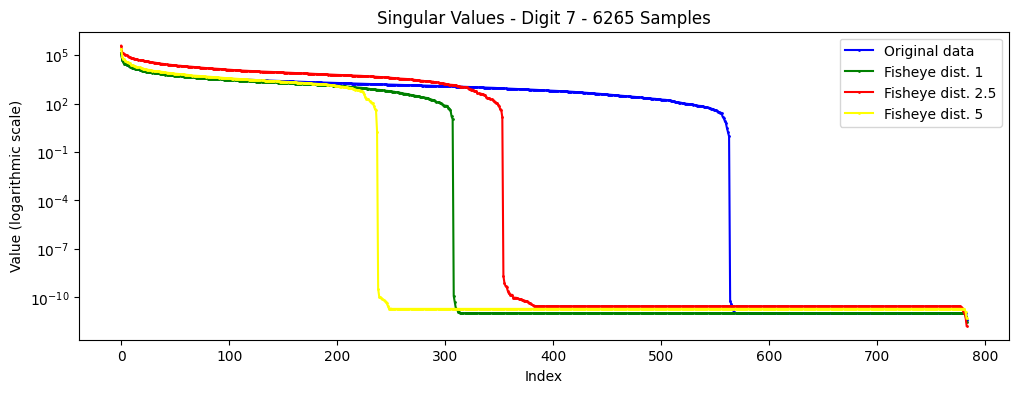 Singular Values - Digit 7 - 6265 Samples
Value (logarithmic scale)
10^5
10^2
10^-1
10^-4
10^-7
10^-10
Original data
Fisheye dist. 1
Fisheye dist. 2.5
Fisheye dist. 5
0 100 200 300 400 500 600 700 800
Index